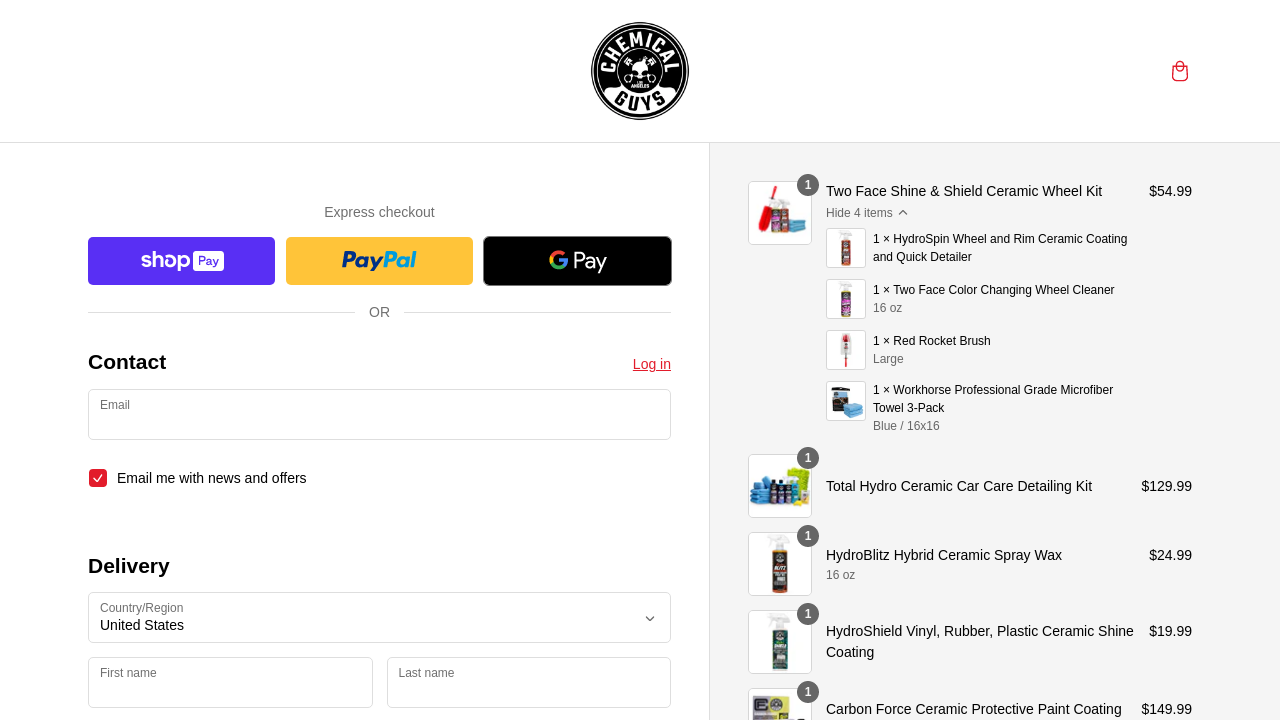 CHEMICAL
LOS
ANGELES
GUYS
Express checkout
shop Pay
PayPal
G Pay
OR
Contact
Log in
Email
Email me with news and offers
Delivery
Country/Region
United States
First name
Last name
1
Two Face Shine & Shield Ceramic Wheel Kit
$54.99
Hide 4 items
1 × HydroSpin Wheel and Rim Ceramic Coating
and Quick Detailer
1 × Two Face Color Changing Wheel Cleaner
16 oz
1 × Red Rocket Brush
Large
1 × Workhorse Professional Grade Microfiber
Towel 3-Pack
Blue / 16x16
1
Total Hydro Ceramic Car Care Detailing Kit
$129.99
1
HydroBlitz Hybrid Ceramic Spray Wax
$24.99
16 oz
1
HydroShield Vinyl, Rubber, Plastic Ceramic Shine
Coating
$19.99
1
Carbon Force Ceramic Protective Paint Coating
$149.99